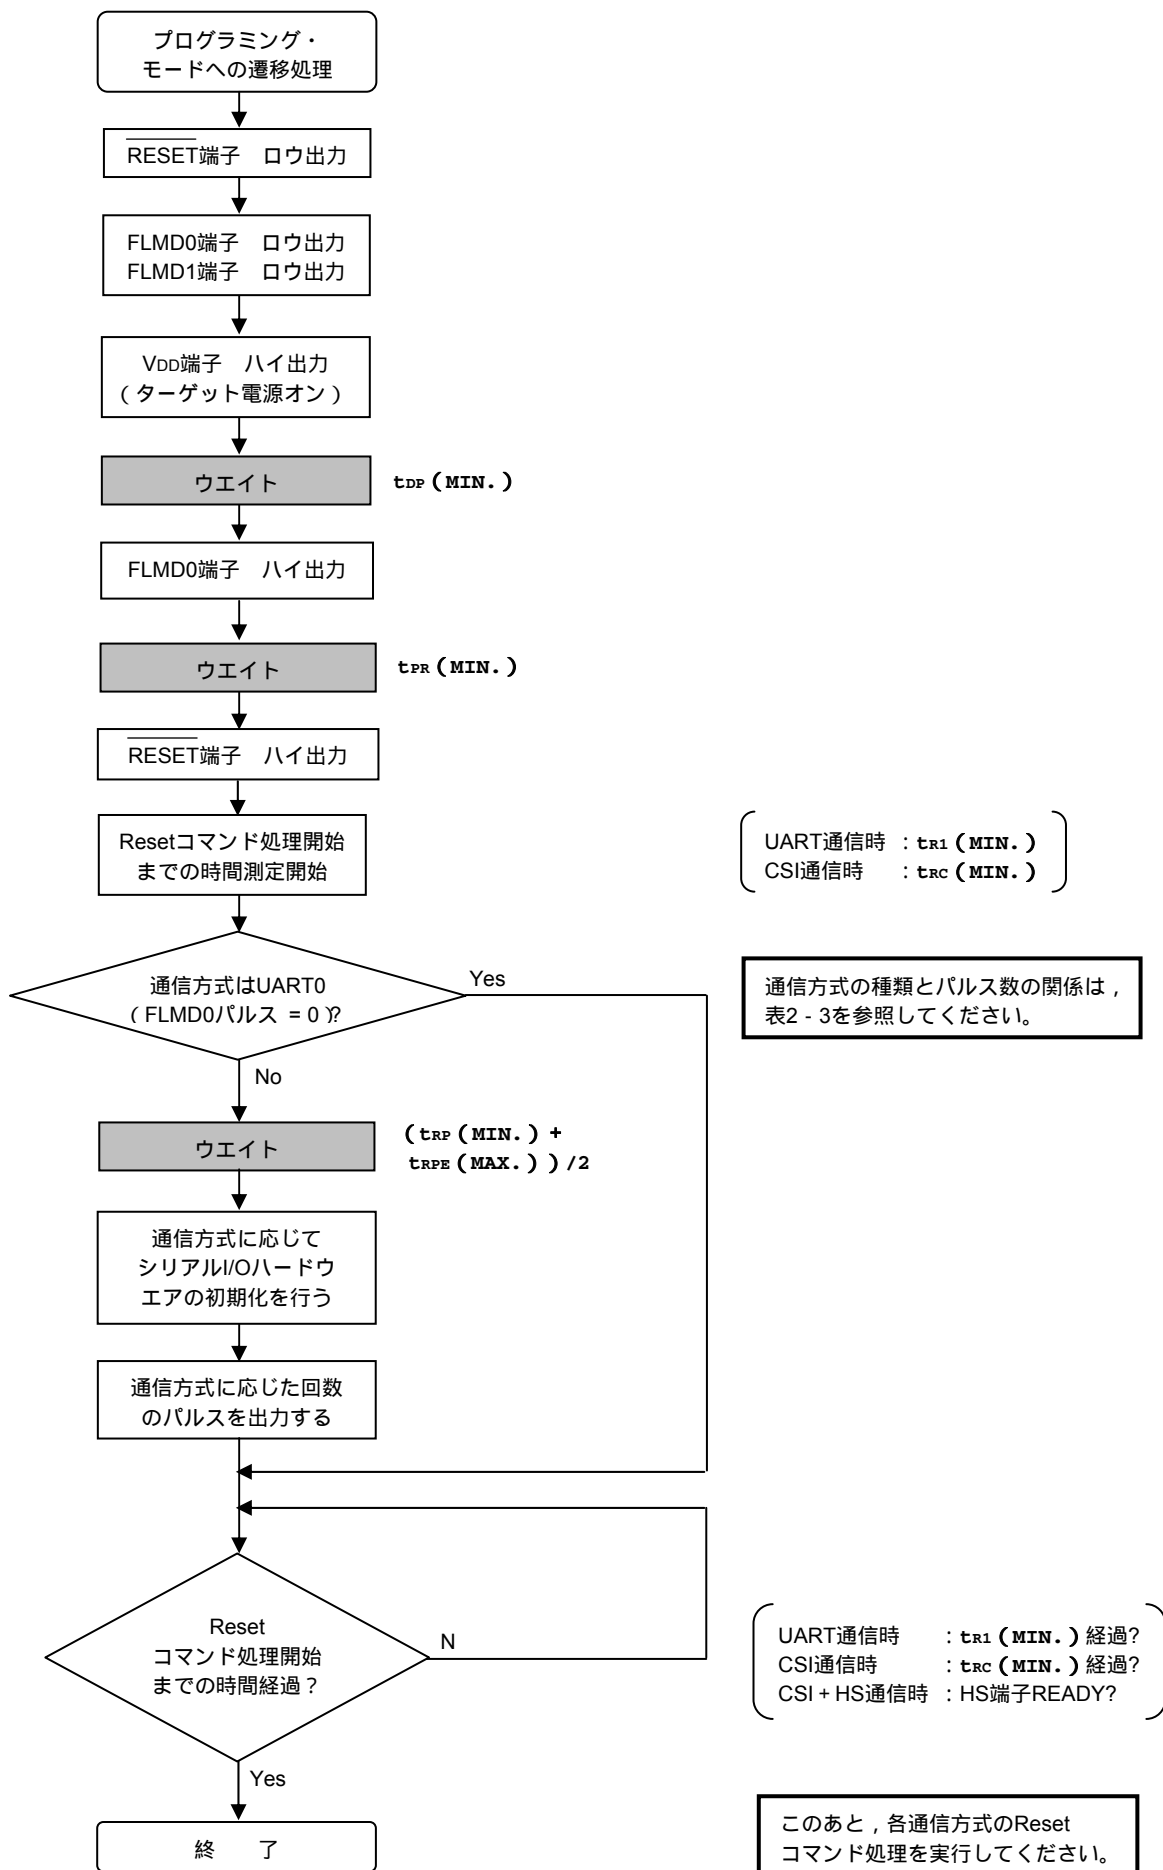 プログラミング・
モードへの遷移処理
RESET端子　ロウ出力
FLMD0端子　ロウ出力
FLMD1端子　ロウ出力
VDD端子　ハイ出力
(ターゲット電源オン)
ウエイト
tDP(MIN.)
FLMD0端子　ハイ出力
ウエイト
tPR(MIN.)
RESET端子　ハイ出力
Resetコマンド処理開始
までの時間測定開始
UART通信時　:tR1(MIN.)
CSI通信時　:tRC(MIN.)
通信方式はUART0
(FLMD0パルス = 0)?
Yes
通信方式の種類とパルス数の関係は,
表2-3を参照してください。
No
ウエイト
(tRP(MIN.)+
tRPE(MAX.))/2
通信方式に応じて
シリアルI/Oハードウ
エアの初期化を行う
通信方式に応じた回数
のパルスを出力する
Reset
コマンド処理開始
までの時間経過?
N
UART通信時　:tR1(MIN.)経過?
CSI通信時　:tRC(MIN.)経過?
CSI+HS通信時　:HS端子READY?
Yes
終　了
このあと,各通信方式のReset
コマンド処理を実行してください。